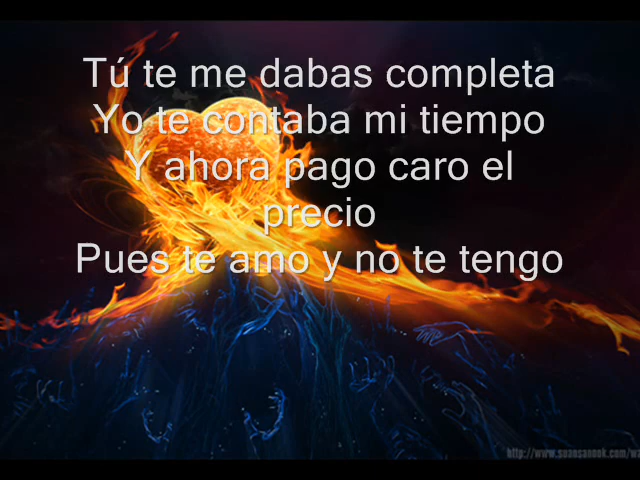 Tú te me dabas completa
Yo te contaba mi tiempo
Y ahora pago caro el
precio
Pues te amo y no te tengo